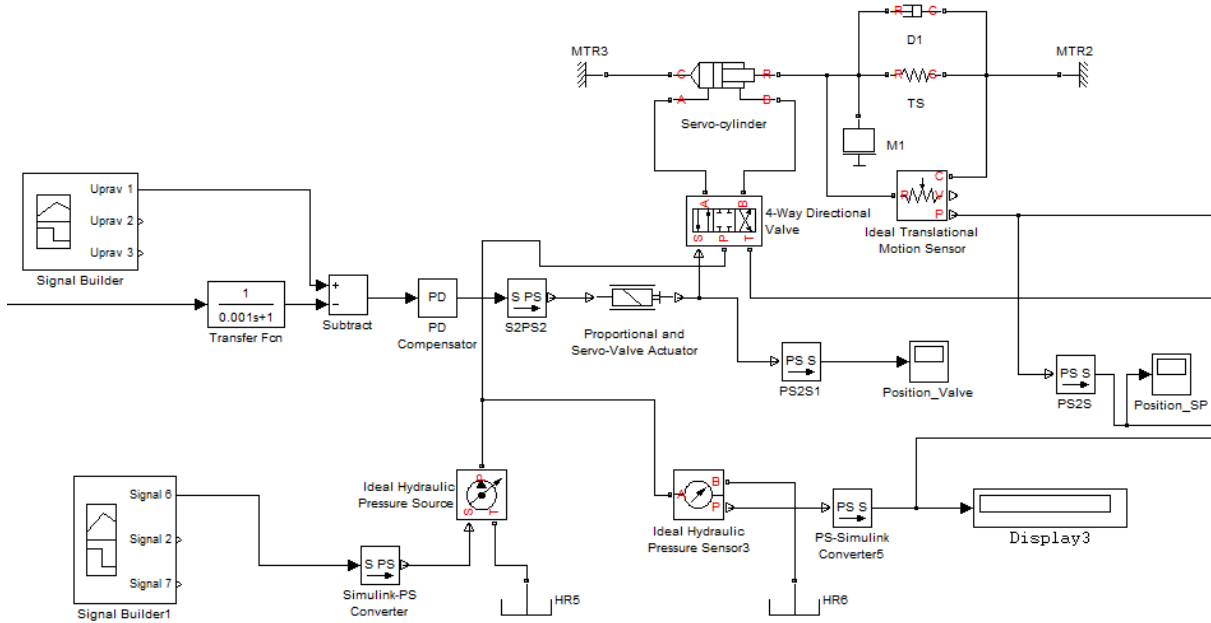 MTR3
C
R
A
B
Servo-cylinder
R
C
D1
R
S
TS
MTR2
M1
C
R
V
P
Ideal Translational
Motion Sensor
A
B
S
P
T
4-Way Directional
Valve
Uprav 1
Uprav 2
Uprav 3
Signal Builder
1
0.001s+1
Transfer Fcn
+
−
Subtract
PD
PD
Compensator
S PS
S2PS2
Proportional and
Servo-Valve Actuator
PS S
PS2S1
Position_Valve
PS S
PS2S
Position_SP
Signal 6
Signal 2
Signal 7
Signal Builder1
S PS
Simulink-PS
Converter
Ideal Hydraulic
Pressure Source
P
S
T
HR5
A
B
P
Ideal Hydraulic
Pressure Sensor3
HR6
PS S
PS-Simulink
Converter5
Display3